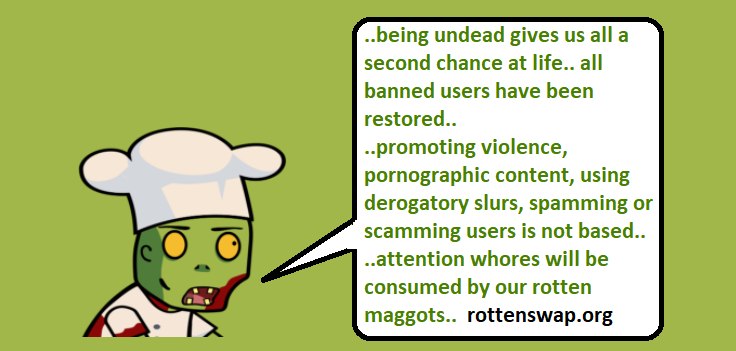 ..being undead gives us all a
second chance at life.. all
banned users have been
restored..
..promoting violence,
pornographic content, using
derogatory slurs, spamming or
scamming users is not based..
..attention whores will be
consumed by our rotten
maggots.. rottenswap.org